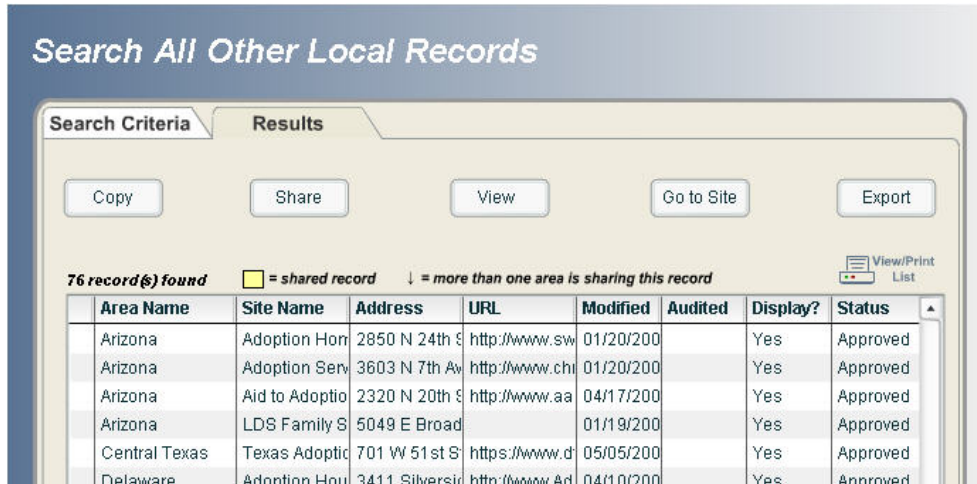 Search All Other Local Records
Search Criteria Results
Copy Share View Go to Site Export
76 record(s) found = shared record ↓ = more than one area is sharing this record View/Print List
Area Name Site Name Address URL Modified Audited Display? Status
Arizona Adoption Hom 2850 N 24th S http://www.sw 01/20/200 Yes Approved
Arizona Adoption Serv 3603 N 7th Av http://www.chr 01/20/200 Yes Approved
Arizona Aid to Adoptio 2320 N 20th S http://www.aa 04/17/200 Yes Approved
Arizona LDS Family S 5049 E Broad 01/19/200 Yes Approved
Central Texas Texas Adoptic 701 W 51st S https://www.d 05/05/200 Yes Approved
Delaware Adoption Hou 3411 Silversid http://www.Ad 04/10/200 Yes Approved